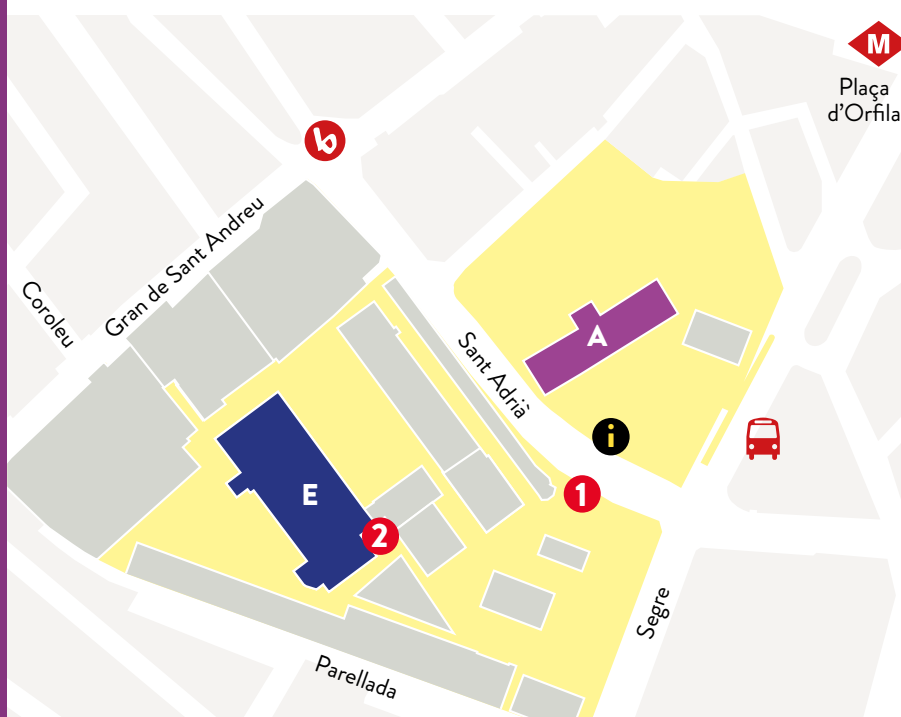 M
Plaça
d'Orfila
b
Gran de Sant Andreu
Coroleu
A
Sant Adrià
i
E
1
2
Segre
Parellada